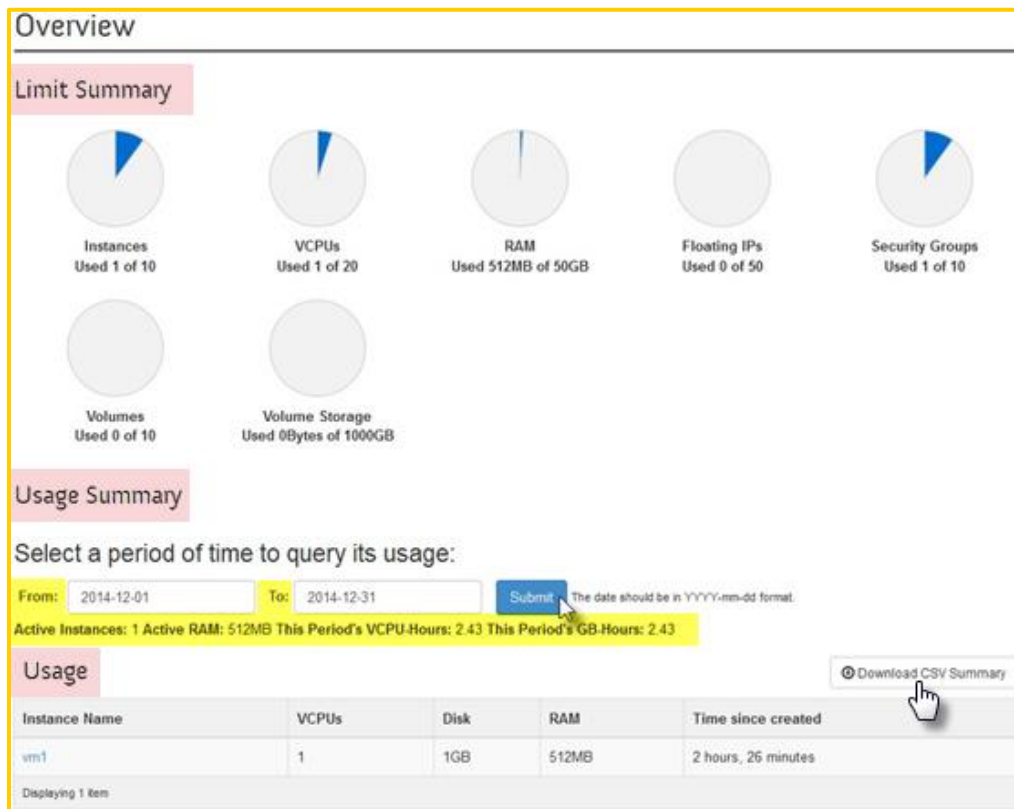 Overview
Limit Summary
Instances
Used 1 of 10
VCPUs
Used 1 of 20
RAM
Used 512MB of 50GB
Floating IPs
Used 0 of 50
Security Groups
Used 1 of 10
Volumes
Used 0 of 10
Volume Storage
Used 0Bytes of 1000GB
Usage Summary
Select a period of time to query its usage:
From: 2014-12-01 To: 2014-12-31 Submit The date should be in YYYY-mm-dd format.
Active Instances: 1 Active RAM: 512MB This Period's VCPU-Hours: 2.43 This Period's GB-Hours: 2.43
Usage
Download CSV Summary
Instance Name VCPUs Disk RAM Time since created
vm1 1 1GB 512MB 2 hours, 26 minutes
Displaying 1 item